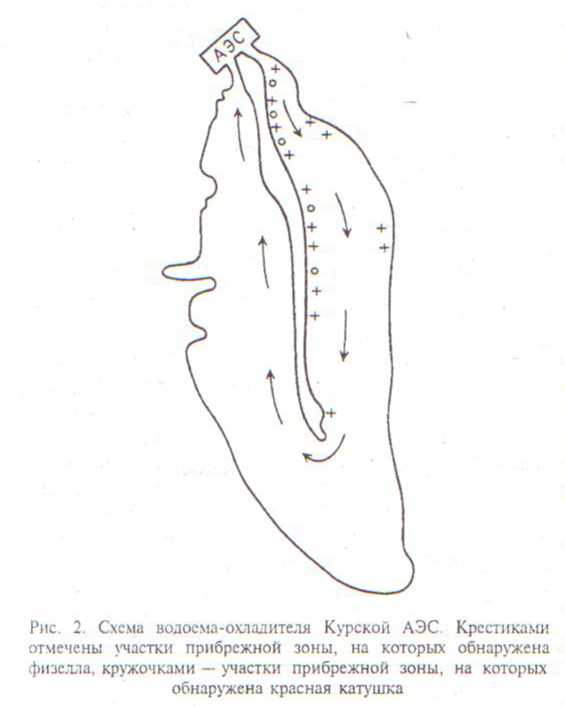 АЭС
Рис. 2. Схема водоема-охладителя Курской АЭС. Крестиками
отмечены участки прибрежной зоны, на которых обнаружена
физелла, кружочками — участки прибрежной зоны, на которых
обнаружена красная катушка